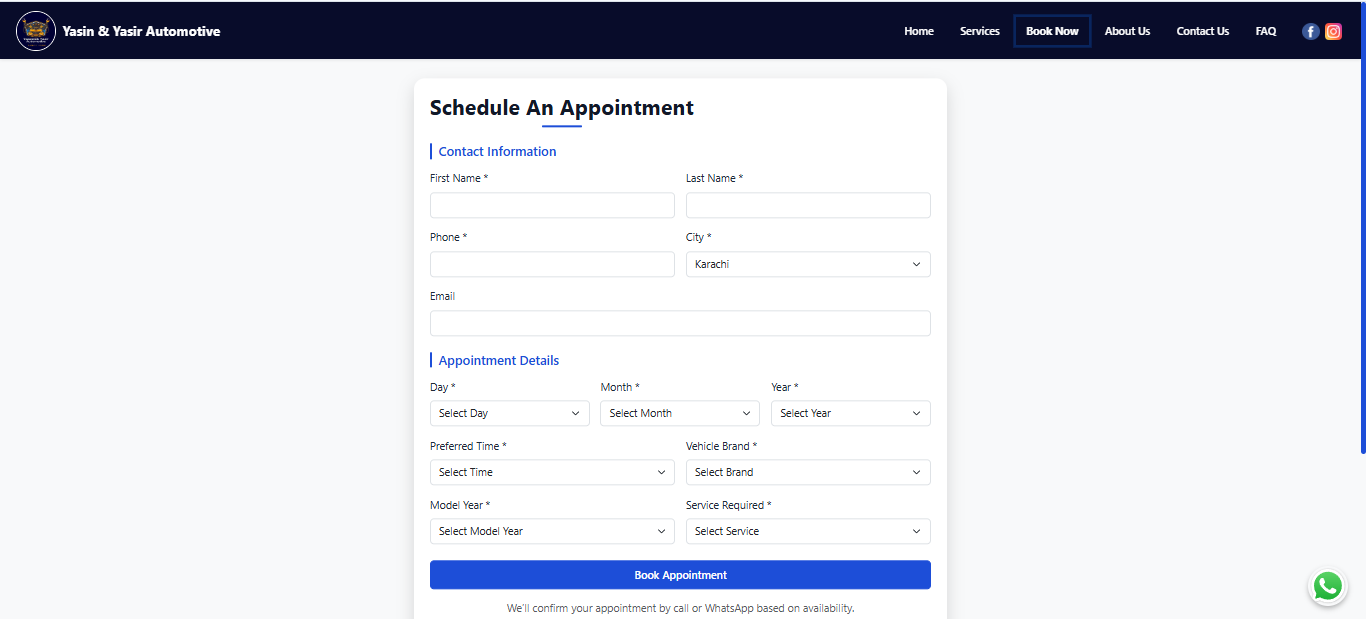 Yasin & Yasir Automotive
Home Services Book Now About Us Contact Us FAQ
Schedule An Appointment
Contact Information
First Name * Last Name *
Phone * City *
Karachi
Email
Appointment Details
Day * Month * Year *
Select Day Select Month Select Year
Preferred Time * Vehicle Brand *
Select Time Select Brand
Model Year * Service Required *
Select Model Year Select Service
Book Appointment
We'll confirm your appointment by call or WhatsApp based on availability.